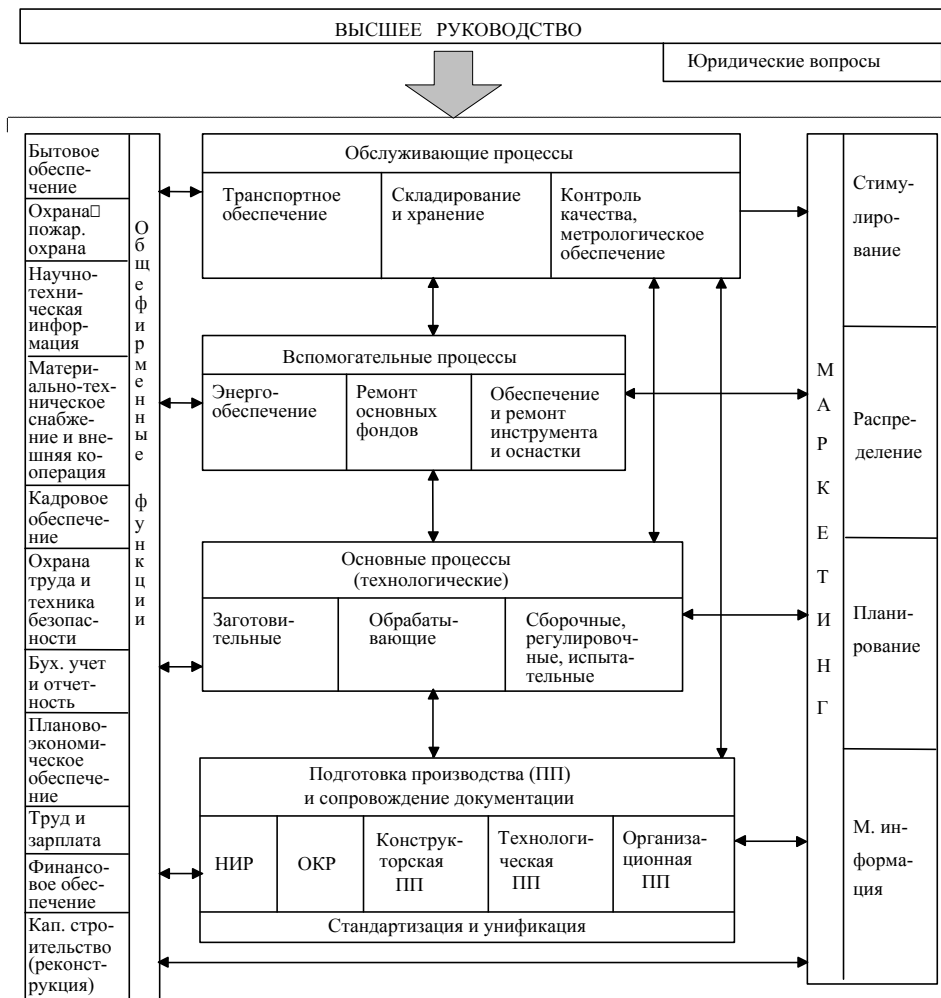 ВЫСШЕЕ РУКОВОДСТВО
Юридические вопросы
Бытовое
обеспе-
чение
Охрана□
пожар.
охрана
Научно-
техни-
ческая
инфор-
мация
Матери-
ально-тех-
ническое
снабже-
ние и вне-
шняя ко-
операция
Кадровое
обеспече-
ние
Охрана
труда и
техника
безопас-
ности
Бух. учет
и отчет-
ность
Планово-
экономи-
ческое
обеспече-
ние
Труд и
зарплата
Финансо-
вое обес-
печение
Кап. стро-
ительство
(реконст-
рукция)
Общефирменные функции
Обслуживающие процессы
Транспортное
обеспечение
Складирование
и хранение
Контроль
качества,
метрологическое
обеспечение
Вспомогательные процессы
Энерго-
обеспечение
Ремонт
основных
фондов
Обеспечение
и ремонт
инструмента
и оснастки
Основные процессы
(технологические)
Заготови-
тельные
Обрабаты-
вающие
Сборочные,
регулировоч-
ные, испыта-
тельные
Подготовка производства (ПП)
и сопровождение документации
НИР
ОКР
Конструк-
торская
ПП
Технологи-
ческая
ПП
Организа-
ционная
ПП
Стандартизация и унификация
МАРКЕТИНГ
Стиму-
лиро-
вание
Распре-
деление
Плани-
рование
М. ин-
форма-
ция